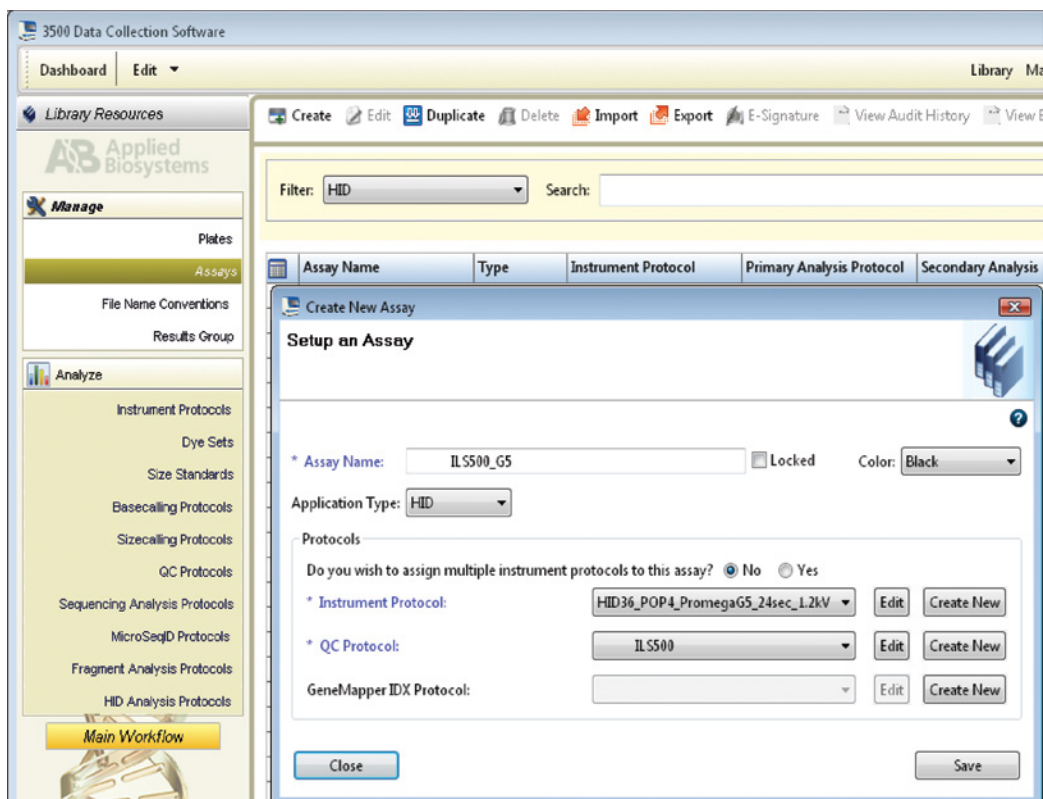 3500 Data Collection Software
Dashboard Edit Library Ma
Library Resources
Create Edit Duplicate Delete Import Export E-Signature View Audit History View E
AB Applied
Biosystems
Filter: HID Search:
Manage
Plates
Assays
File Name Conventions
Results Group
Assay Name Type Instrument Protocol Primary Analysis Protocol Secondary Analysis
Create New Assay
Setup an Assay
* Assay Name: ILS500_G5 Locked Color: Black
Application Type: HID
Protocols
Do you wish to assign multiple instrument protocols to this assay? No Yes
* Instrument Protocol: HID36_POP4_PromegaG5_24sec_1.2kV Edit Create New
* QC Protocol: ILS500 Edit Create New
GeneMapper IDX Protocol: Edit Create New
Close Save
Analyze
Instrument Protocols
Dye Sets
Size Standards
Basecalling Protocols
Sizecalling Protocols
QC Protocols
Sequencing Analysis Protocols
MicroSeqID Protocols
Fragment Analysis Protocols
HID Analysis Protocols
Main Workflow